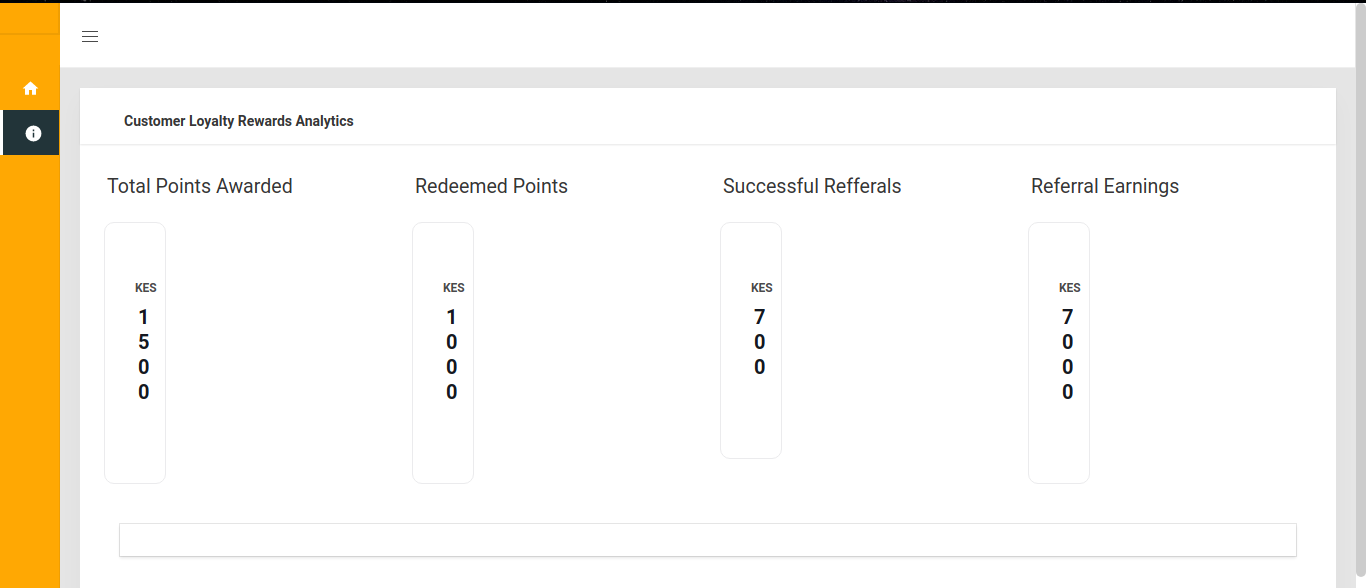 Customer Loyalty Rewards Analytics
Total Points Awarded
KES
1
5
0
0
Redeemed Points
KES
1
0
0
0
Successful Refferals
KES
7
0
0
Referral Earnings
KES
7
0
0
0